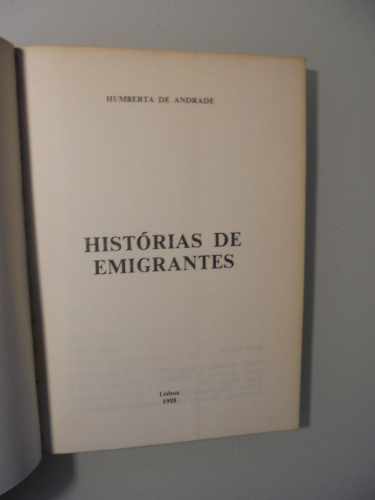 HUMBERTA DE ANDRADE
HISTÓRIAS DE
EMIGRANTES
Lisboa
1988